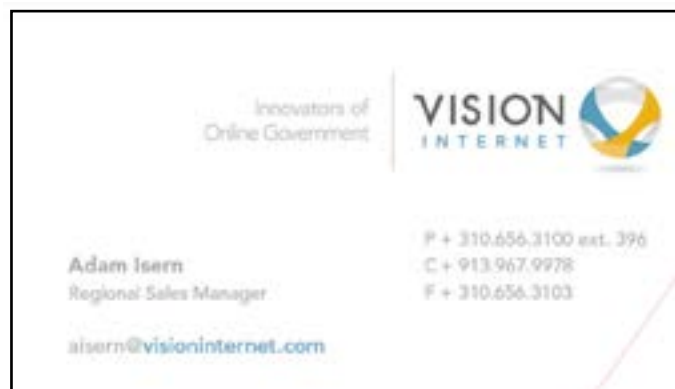 Innovators of
Online Government
VISION
INTERNET
Adam Isern
Regional Sales Manager
aisern@visioninternet.com
P + 310.656.3100 ext. 396
C + 913.967.9978
F + 310.656.3103